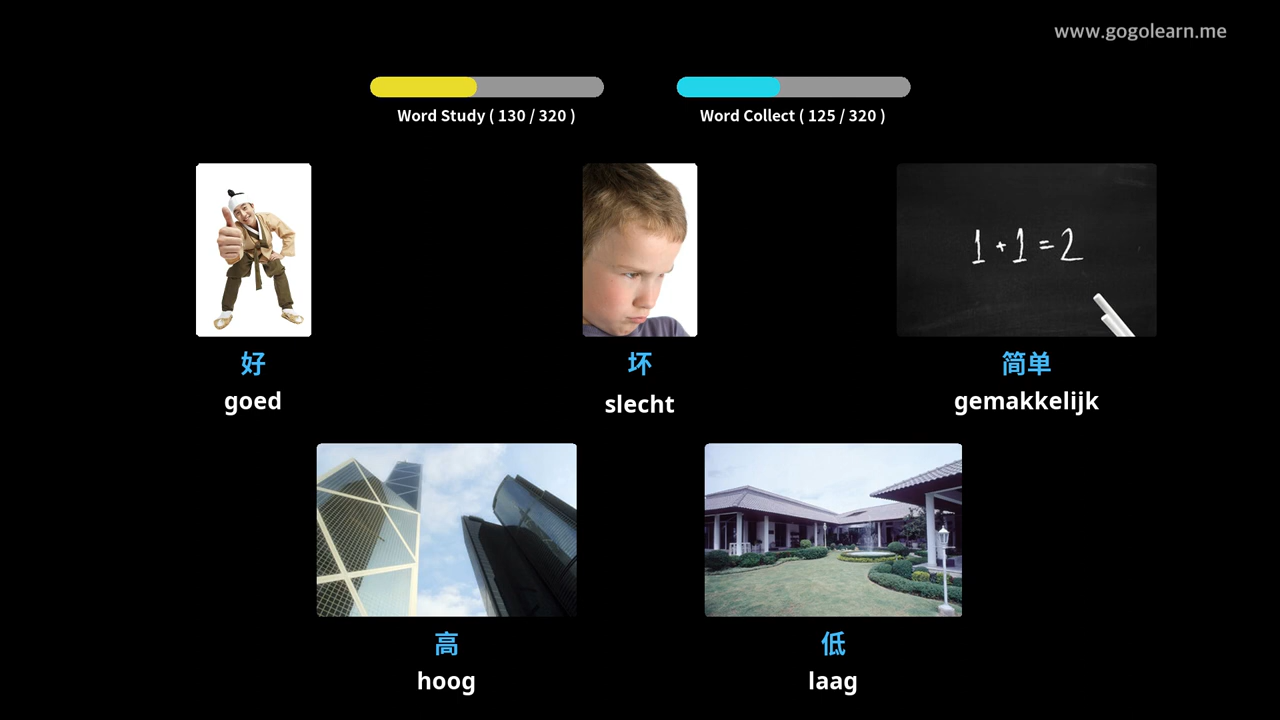 www.gogolearn.me
Word Study ( 130 / 320 )
Word Collect ( 125 / 320 )
1 + 1 = 2
好
goed
坏
slecht
简单
gemakkelijk
高
hoog
低
laag